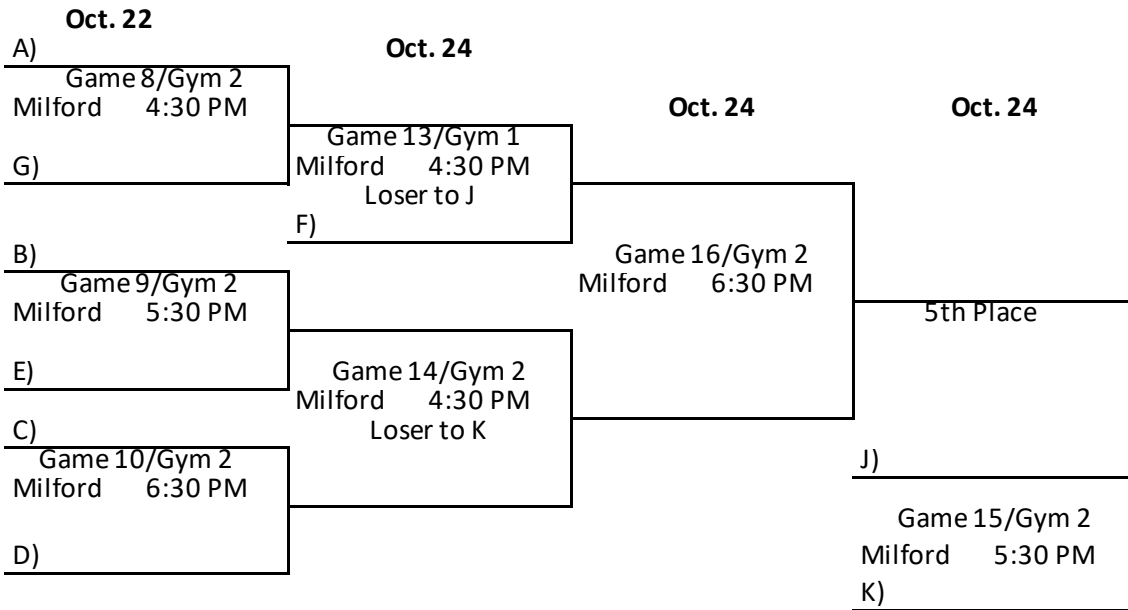 Oct. 22
A)
Game 8/Gym 2
Milford 4:30 PM
G)
B)
Game 9/Gym 2
Milford 5:30 PM
E)
C)
Game 10/Gym 2
Milford 6:30 PM
D)
Oct. 24
Game 13/Gym 1
Milford 4:30 PM
Loser to J
F)
Game 14/Gym 2
Milford 4:30 PM
Loser to K
Oct. 24
Game 16/Gym 2
Milford 6:30 PM
Oct. 24
5th Place
J)
Game 15/Gym 2
Milford 5:30 PM
K)